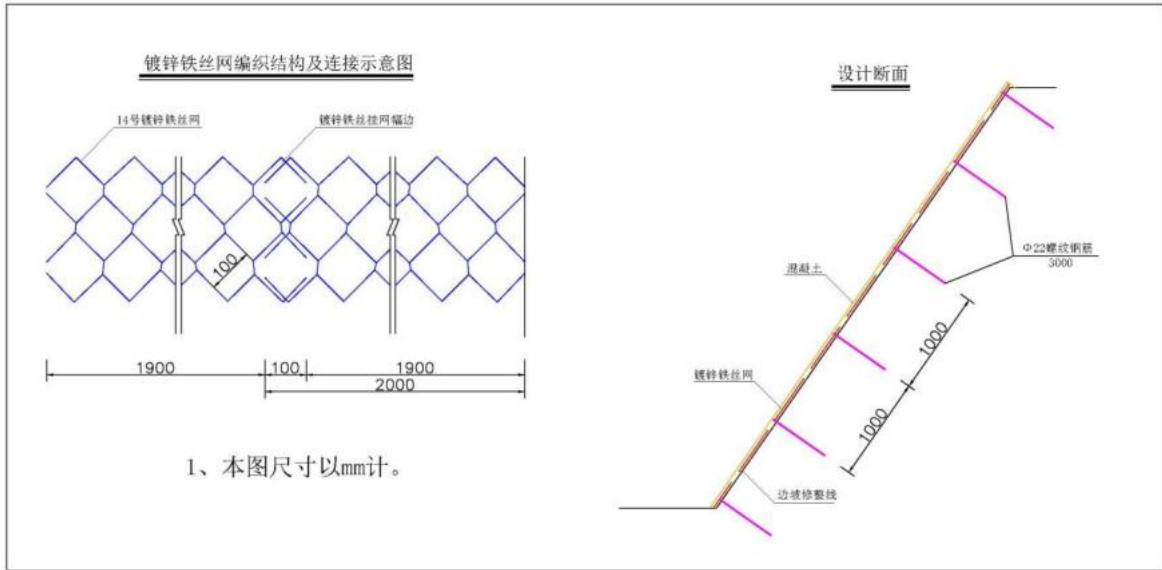 镀锌铁丝网编织结构及连接示意图
14号镀锌铁丝网
镀锌铁丝挂网幅边
100
1900
100
1900
2000
1、本图尺寸以mm计。
设计断面
Φ22螺纹钢筋
3000
混凝土
1000
镀锌铁丝网
1000
边坡修整线